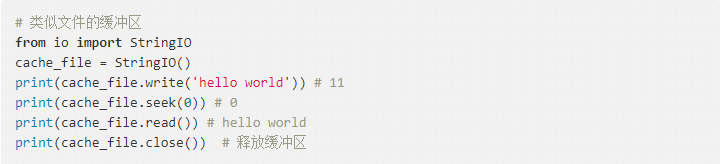 # 类似文件的缓冲区
from io import StringIO
cache_file = StringIO()
print(cache_file.write('hello world')) # 11
print(cache_file.seek(0)) # 0
print(cache_file.read()) # hello world
print(cache_file.close())  # 释放缓冲区